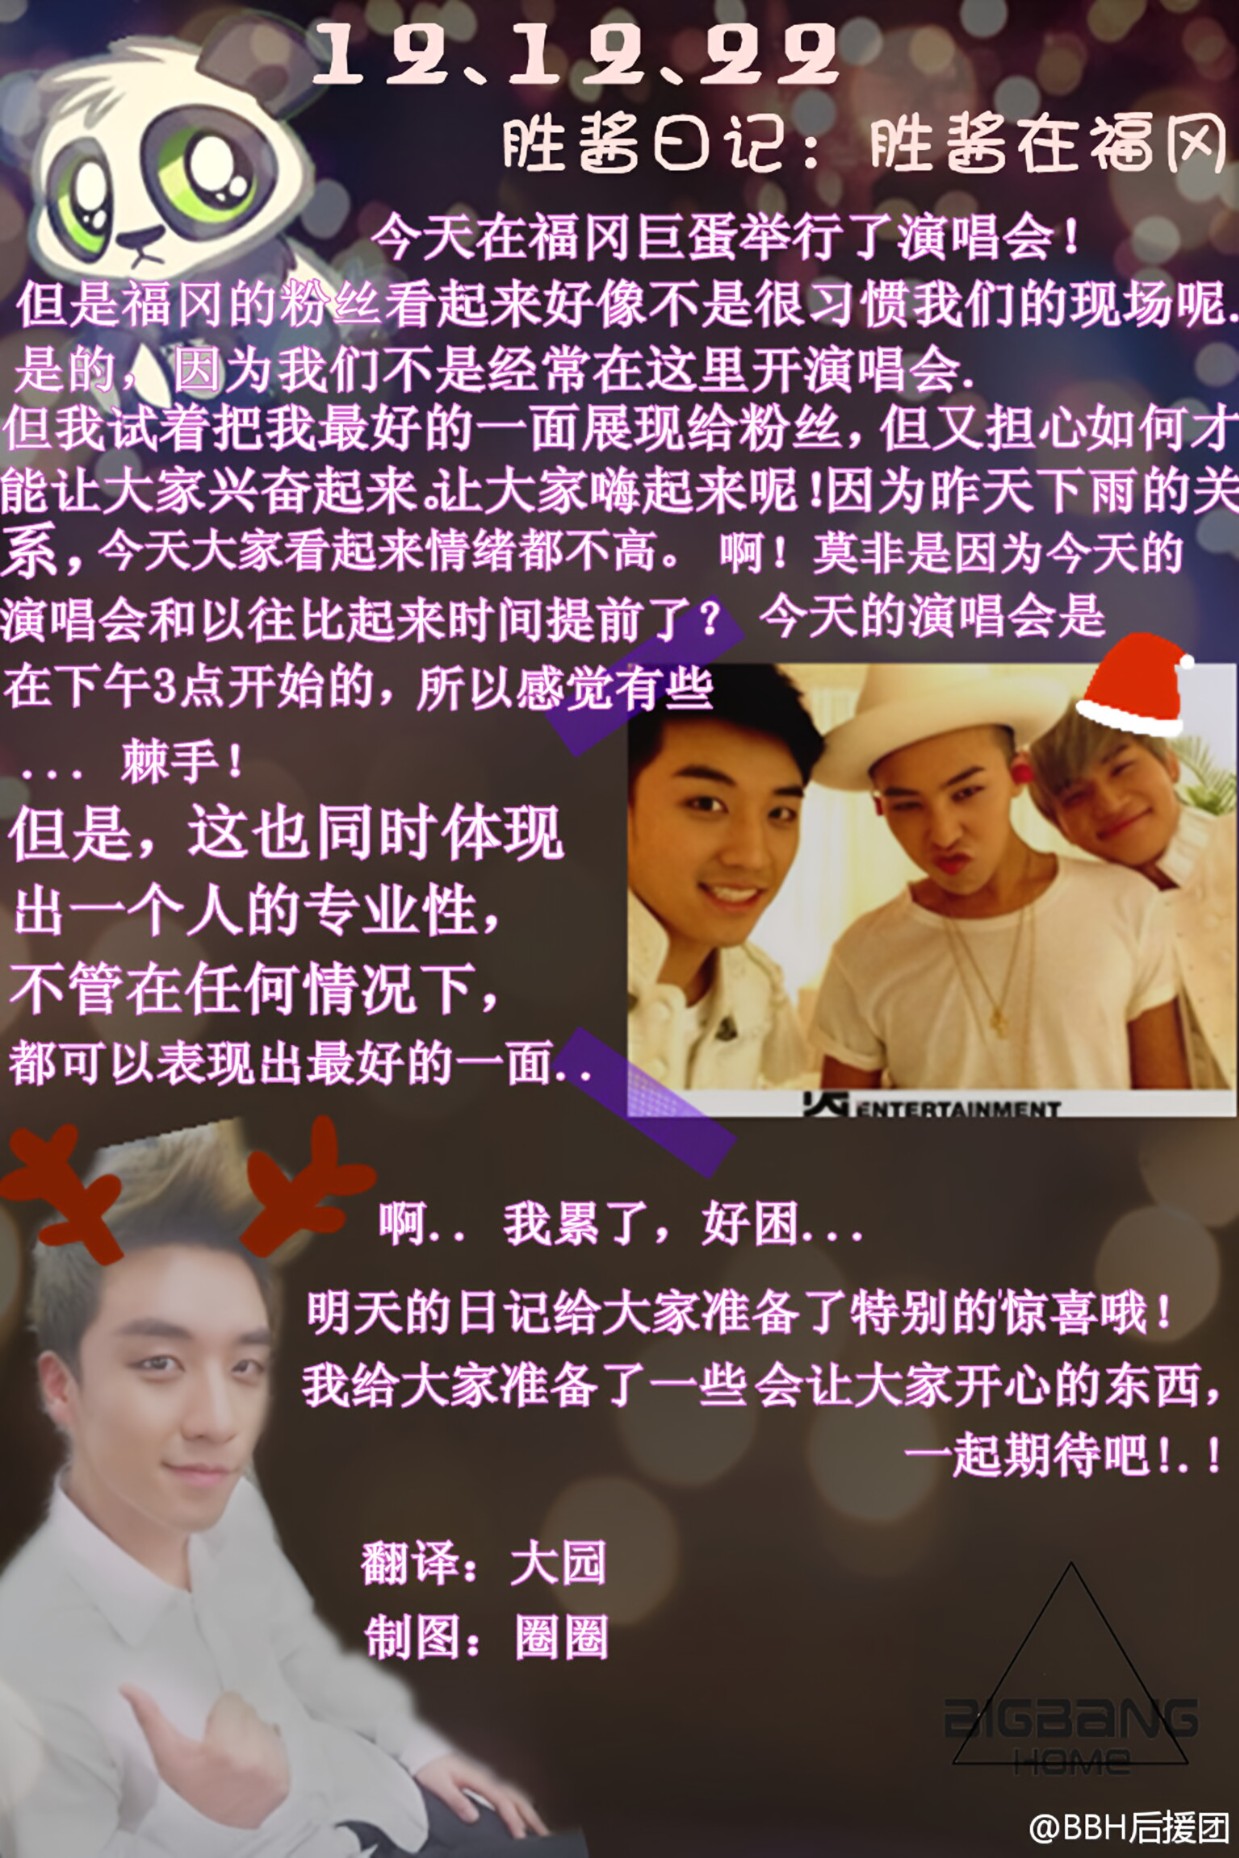 12、12、22
胜酱日记：胜酱在福冈
今天在福冈巨蛋举行了演唱会！
但是福冈的粉丝看起来好像不是很习惯我们的现场呢.
是的，因为我们不是经常在这里开演唱会.
但我试着把我最好的一面展现给粉丝，但又担心如何才
能让大家兴奋起来。让大家嗨起来呢！因为昨天下雨的关
系，今天大家看起来情绪都不高。 啊！莫非是因为今天的
演唱会和以往比起来时间提前了？ 今天的演唱会是
在下午3点开始的，所以感觉有些
... 棘手！
但是，这也同时体现
出一个人的专业性，
不管在任何情况下，
都可以表现出最好的一面..
YG ENTERTAINMENT
啊.. 我累了，好困...
明天的日记给大家准备了特别的惊喜哦！
我给大家准备了一些会让大家开心的东西，
一起期待吧！.！
翻译：大园
制图：圈圈
BIGBANG
HOME
@BBH后援团